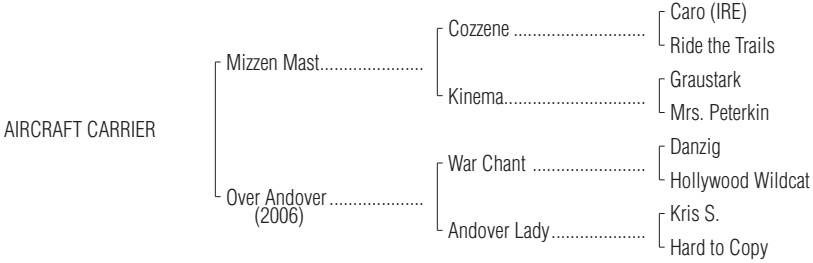 Caro (IRE)
Cozzene ............................
Ride the Trails
Mizzen Mast......................
Graustark
Kinema..............................
Mrs. Peterkin
AIRCRAFT CARRIER
Danzig
War Chant ........................
Hollywood Wildcat
Over Andover ....................
(2006)
Kris S.
Andover Lady....................
Hard to Copy